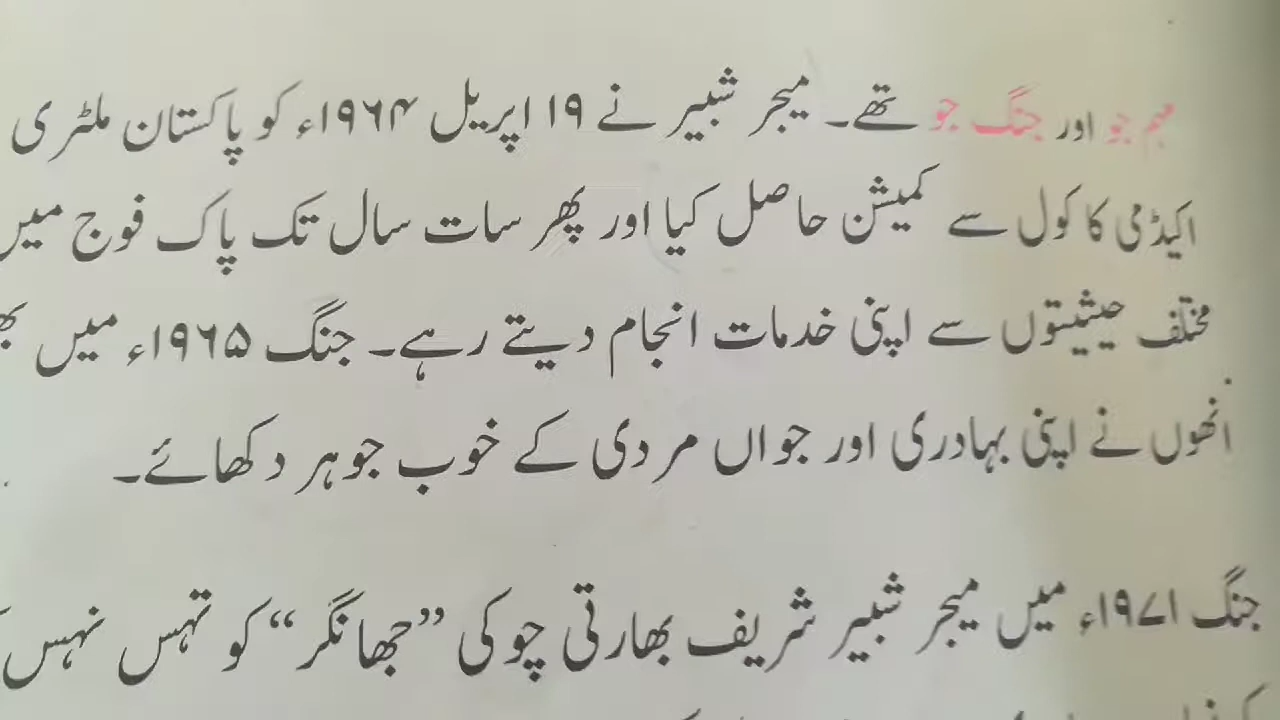 مہم جو اور جنگ جو تھے۔ میجر شبیر نے ۱۹ اپریل ۱۹۶۴ء کو پاکستان ملٹری
اکیڈمی کاکول سے کمیشن حاصل کیا اور پھر سات سال تک پاک فوج میں
مختلف حیثیتوں سے اپنی خدمات انجام دیتے رہے۔ جنگ ۱۹۶۵ء میں
انھوں نے اپنی بہادری اور جواں مردی کے خوب جوہر دکھائے۔
جنگ ۱۹۷۱ء میں میجر شبیر شریف بھارتی چوکی ”جھانگر“ کو تہس نہس